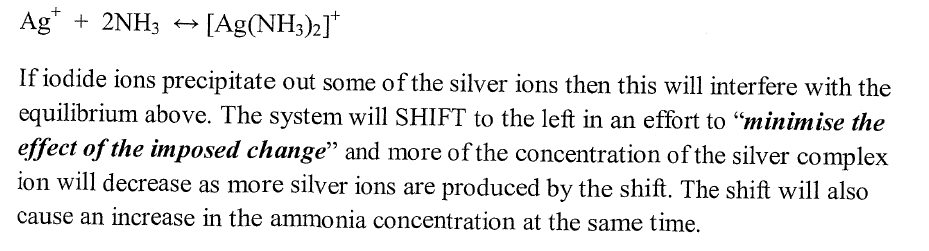 Ag⁺ + 2NH₃ ↔ [Ag(NH₃)₂]⁺
If iodide ions precipitate out some of the silver ions then this will interfere with the
equilibrium above. The system will SHIFT to the left in an effort to “minimise the
effect of the imposed change” and more of the concentration of the silver complex
ion will decrease as more silver ions are produced by the shift. The shift will also
cause an increase in the ammonia concentration at the same time.